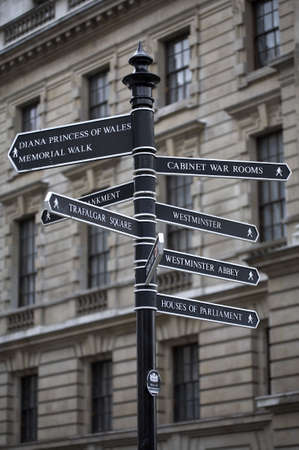 DIANA PRINCESS OF WALES
MEMORIAL WALK
CABINET WAR ROOMS
TRAFALGAR SQUARE
WESTMINSTER
WESTMINSTER ABBEY
HOUSES OF PARLIAMENT